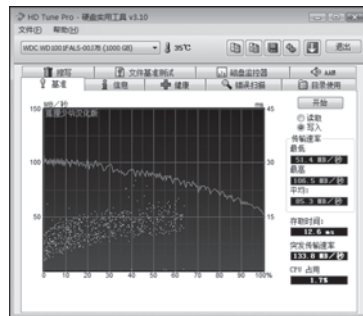 HD Tune Pro - 硬盘实用工具 v3.10
文件(F) 帮助(H)
WDC WD1001FALS-00J7B (1000 GB)
35℃
退出
擦写
文件基准测试
磁盘监控器
AAM
基准
信息
健康
错误扫描
目录使用
MB/秒
ms
150
45
100
30
50
15
0 10 20 30 40 50 60 70 80 90 100%
开始
读取
写入
传输速率
最低
51.4 MB/秒
最高
106.5 MB/秒
平均:
85.3 MB/秒
存取时间:
12.6 ms
突发传输速率
133.8 MB/秒
CPU 占用
1.7%